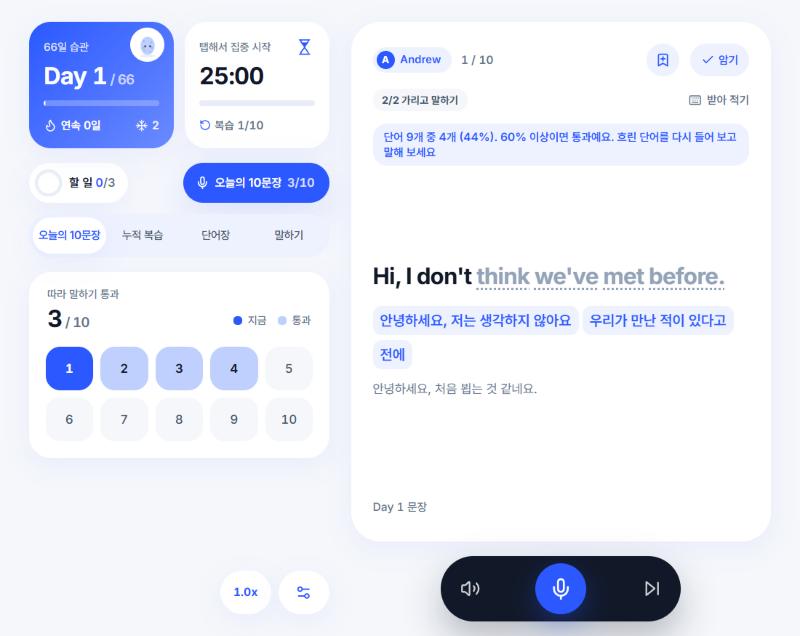 66일 습관
Day 1 / 66
연속 0일
2
탭해서 집중 시작
25:00
복습 1/10
할 일 0/3
오늘의 10문장 3/10
오늘의 10문장
누적 복습
단어장
말하기
따라 말하기 통과
3 / 10
지금
통과
1
2
3
4
5
6
7
8
9
10
1.0x
A Andrew
1 / 10
암기
2/2 가리고 말하기
받아 적기
단어 9개 중 4개 (44%). 60% 이상이면 통과예요. 흐린 단어를 다시 들어 보고
말해 보세요
Hi, I don't think we've met before.
안녕하세요, 저는 생각하지 않아요 우리가 만난 적이 있다고
전에
안녕하세요, 처음 뵙는 것 같네요.
Day 1 문장